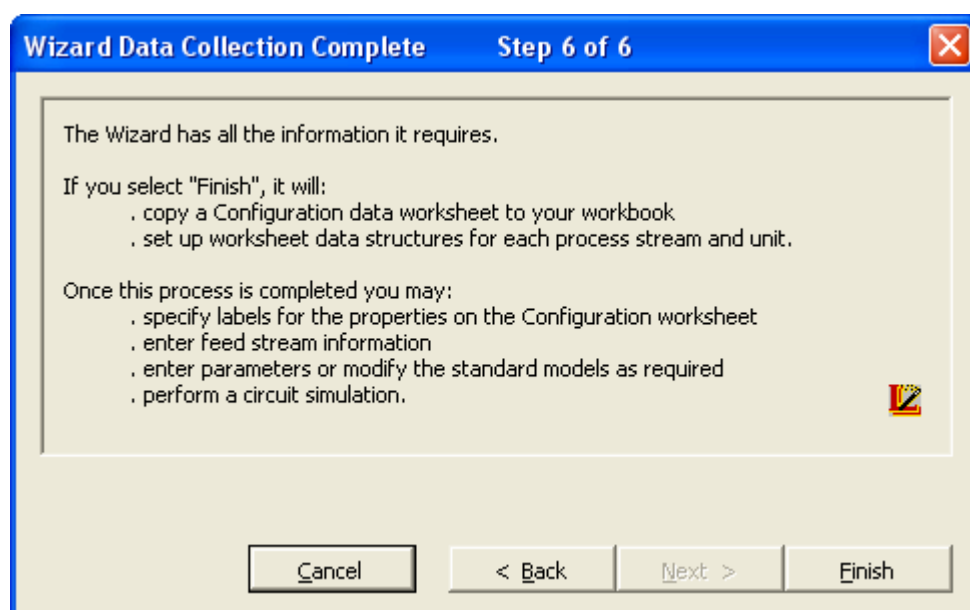 Wizard Data Collection Complete Step 6 of 6
The Wizard has all the information it requires.
If you select "Finish", it will:
. copy a Configuration data worksheet to your workbook
. set up worksheet data structures for each process stream and unit.
Once this process is completed you may:
. specify labels for the properties on the Configuration worksheet
. enter feed stream information
. enter parameters or modify the standard models as required
. perform a circuit simulation.
Cancel
< Back
Next >
Finish